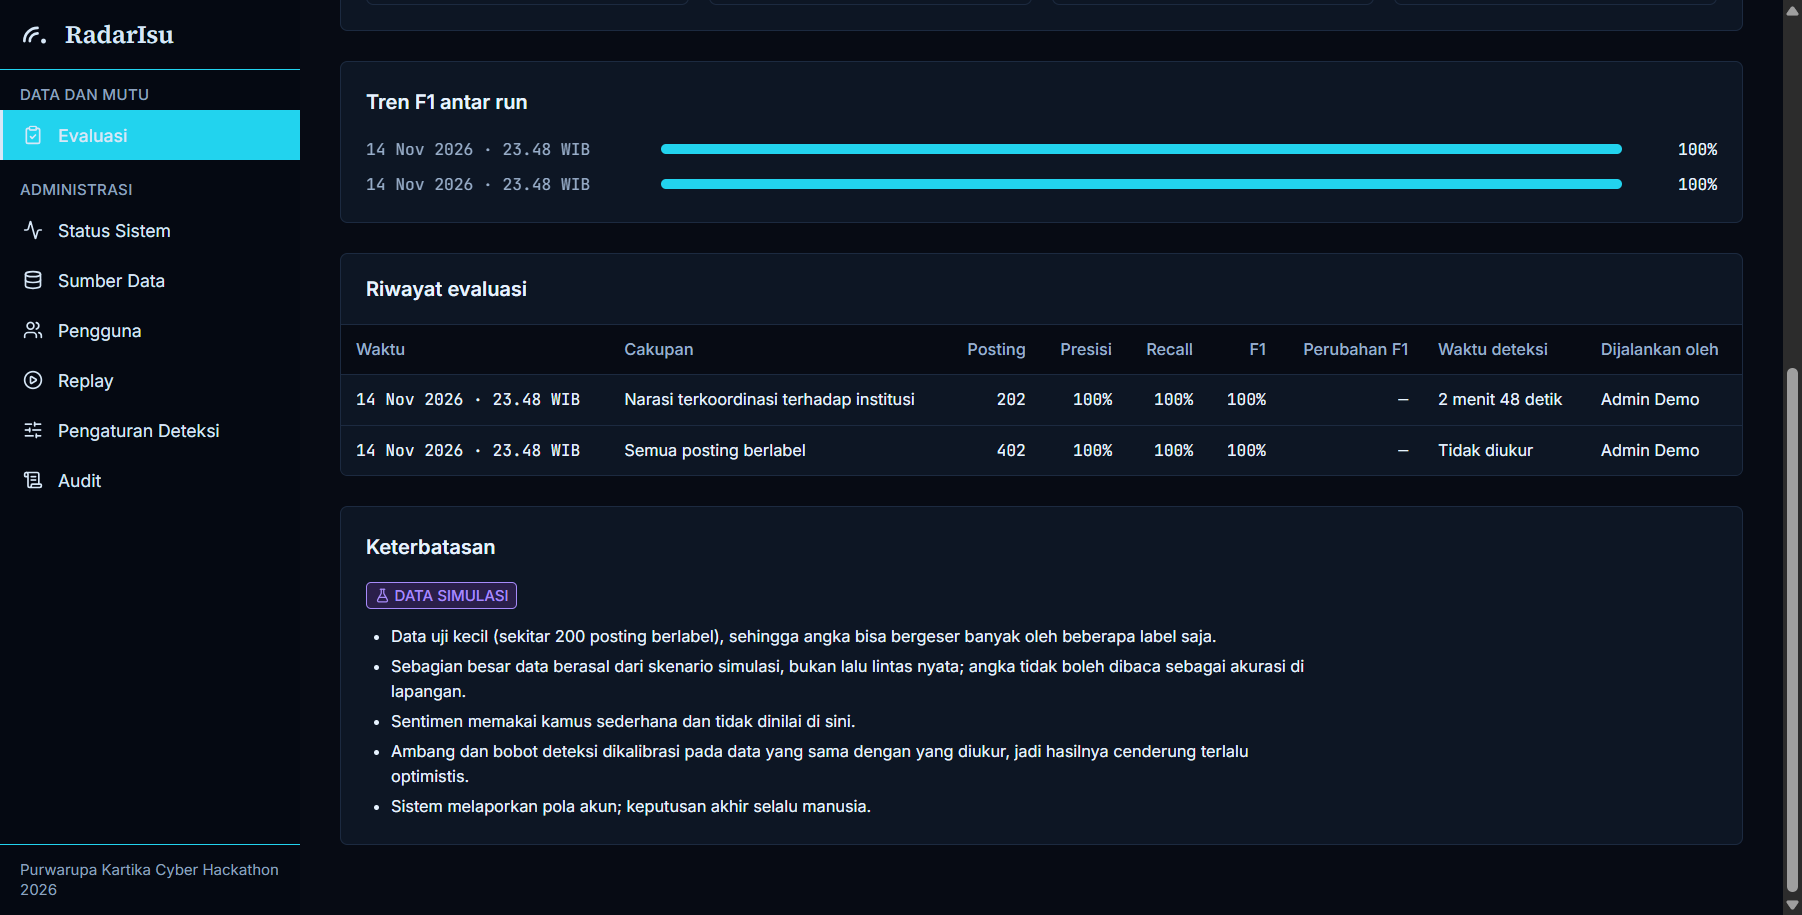 RadarIsu
DATA DAN MUTU
Evaluasi
ADMINISTRASI
Status Sistem
Sumber Data
Pengguna
Replay
Pengaturan Deteksi
Audit
Purwarupa Kartika Cyber Hackathon
2026
Tren F1 antar run
14 Nov 2026 · 23.48 WIB 100%
14 Nov 2026 · 23.48 WIB 100%
Riwayat evaluasi
Waktu Cakupan Posting Presisi Recall F1 Perubahan F1 Waktu deteksi Dijalankan oleh
14 Nov 2026 · 23.48 WIB Narasi terkoordinasi terhadap institusi 202 100% 100% 100% — 2 menit 48 detik Admin Demo
14 Nov 2026 · 23.48 WIB Semua posting berlabel 402 100% 100% 100% — Tidak diukur Admin Demo
Keterbatasan
DATA SIMULASI
• Data uji kecil (sekitar 200 posting berlabel), sehingga angka bisa bergeser banyak oleh beberapa label saja.
• Sebagian besar data berasal dari skenario simulasi, bukan lalu lintas nyata; angka tidak boleh dibaca sebagai akurasi di
lapangan.
• Sentimen memakai kamus sederhana dan tidak dinilai di sini.
• Ambang dan bobot deteksi dikalibrasi pada data yang sama dengan yang diukur, jadi hasilnya cenderung terlalu
optimistis.
• Sistem melaporkan pola akun; keputusan akhir selalu manusia.